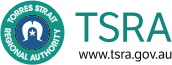 TORRES STRAIT
REGIONAL AUTHORITY
TSRA
www.tsra.gov.au